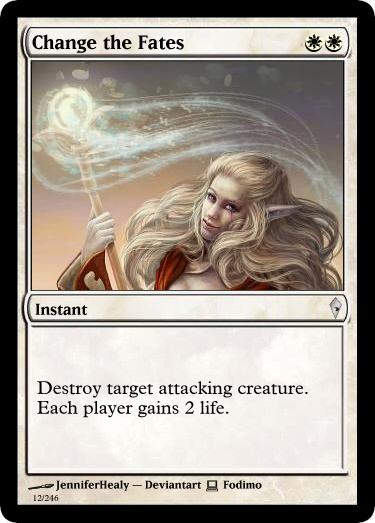 Change the Fates
Instant
Destroy target attacking creature.
Each player gains 2 life.
JenniferHealy — Deviantart Fodimo
12/246